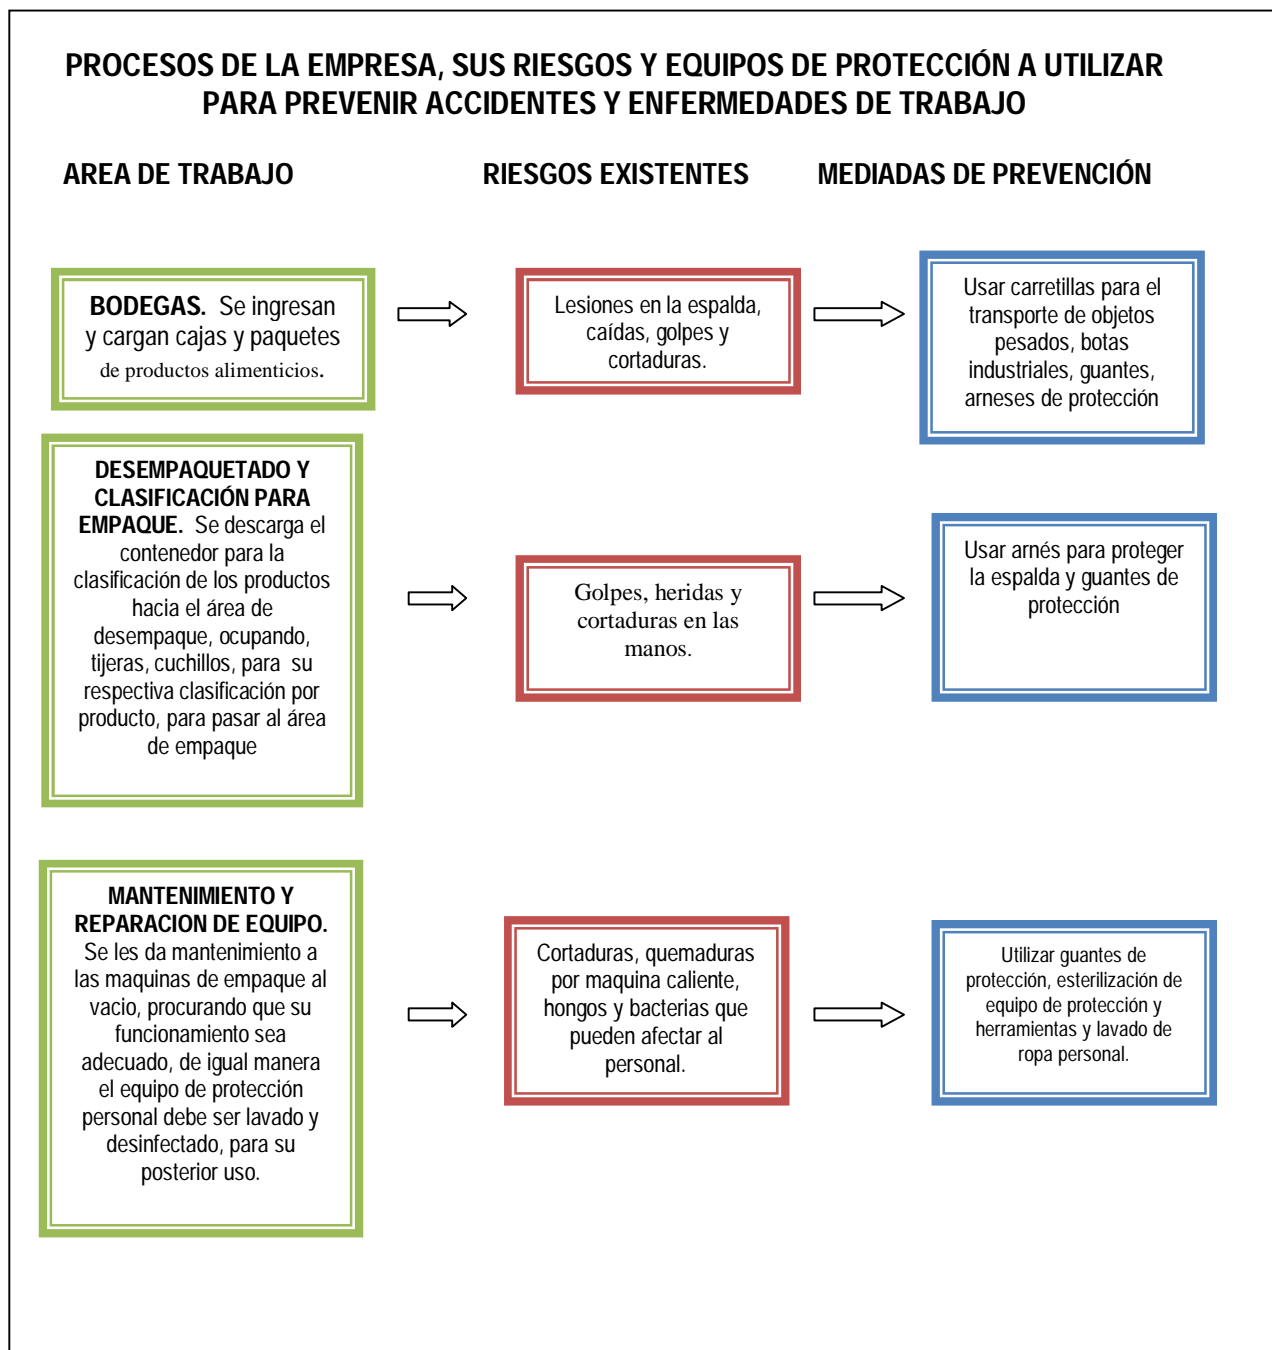 PROCESOS DE LA EMPRESA, SUS RIESGOS Y EQUIPOS DE PROTECCIÓN A UTILIZAR
PARA PREVENIR ACCIDENTES Y ENFERMEDADES DE TRABAJO
AREA DE TRABAJO
RIESGOS EXISTENTES
MEDIADAS DE PREVENCIÓN
BODEGAS. Se ingresan
y cargan cajas y paquetes
de productos alimenticios.
Lesiones en la espalda,
caídas, golpes y
cortaduras.
Usar carretillas para el
transporte de objetos
pesados, botas
industriales, guantes,
arneses de protección
DESEMPAQUETADO Y
CLASIFICACIÓN PARA
EMPAQUE. Se descarga el
contenedor para la
clasificación de los productos
hacia el área de
desempaque, ocupando,
tijeras, cuchillos, para su
respectiva clasificación por
producto, para pasar al área
de empaque
Golpes, heridas y
cortaduras en las
manos.
Usar arnés para proteger
la espalda y guantes de
protección
MANTENIMIENTO Y
REPARACION DE EQUIPO.
Se les da mantenimiento a
las maquinas de empaque al
vacio, procurando que su
funcionamiento sea
adecuado, de igual manera
el equipo de protección
personal debe ser lavado y
desinfectado, para su
posterior uso.
Cortaduras, quemaduras
por maquina caliente,
hongos y bacterias que
pueden afectar al
personal.
Utilizar guantes de
protección, esterilización de
equipo de protección y
herramientas y lavado de
ropa personal.